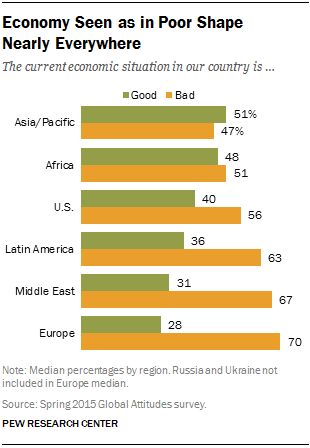 Economy Seen as in Poor Shape
Nearly Everywhere
The current economic situation in our country is ...
Good Bad
Asia/Pacific 51% 47%
Africa 48 51
U.S. 40 56
Latin America 36 63
Middle East 31 67
Europe 28 70
Note: Median percentages by region. Russia and Ukraine not
included in Europe median.
Source: Spring 2015 Global Attitudes survey.
PEW RESEARCH CENTER